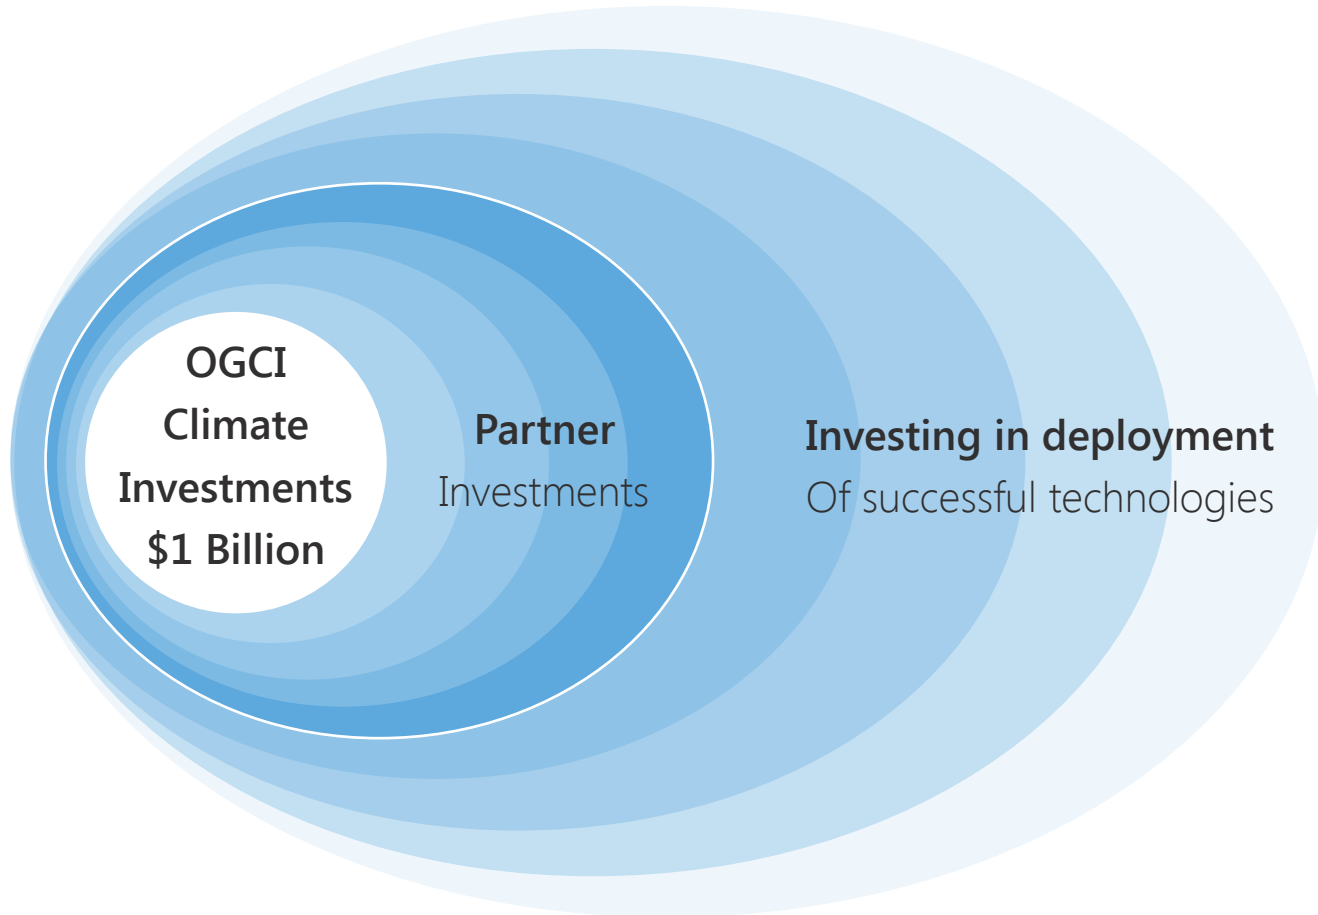 OGCI
Climate
Investments
$1 Billion
Partner
Investments
Investing in deployment
Of successful technologies